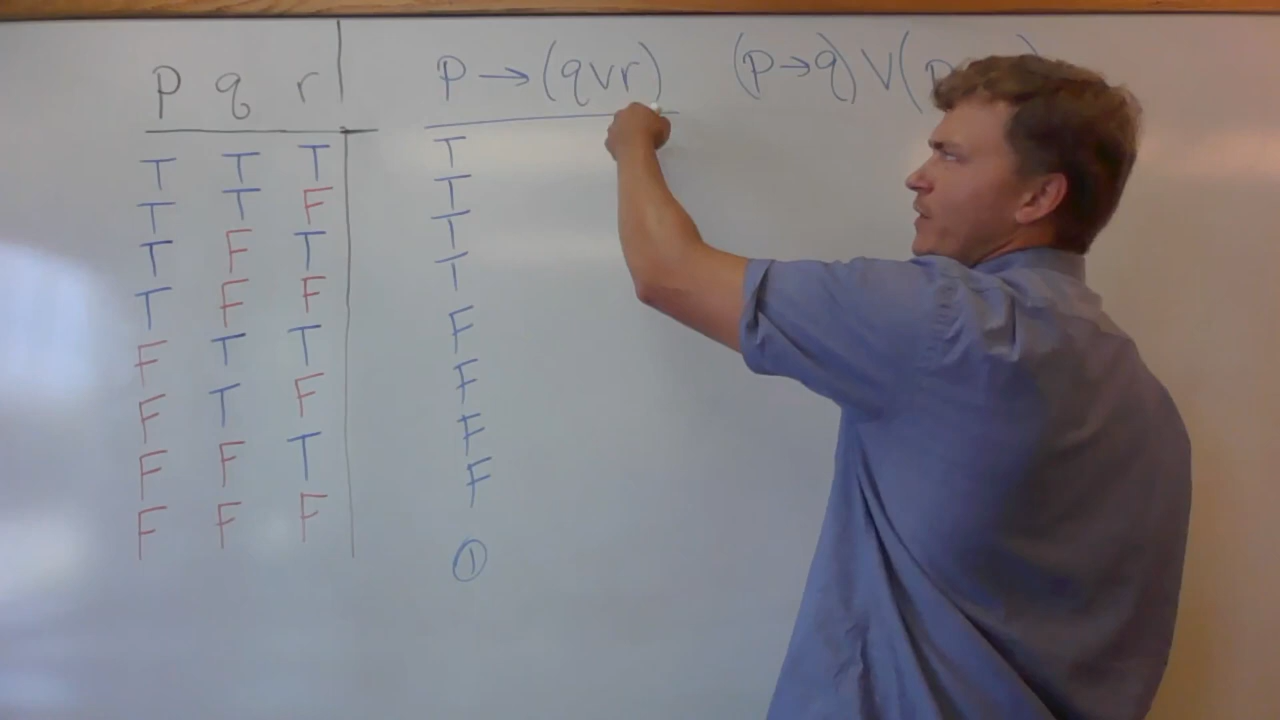 p q r p → (q v r) (p → q) V (p
T T T T
T T F T
T F T T
T F F T
F T T F
F T F F
F F T F
F F F F
①